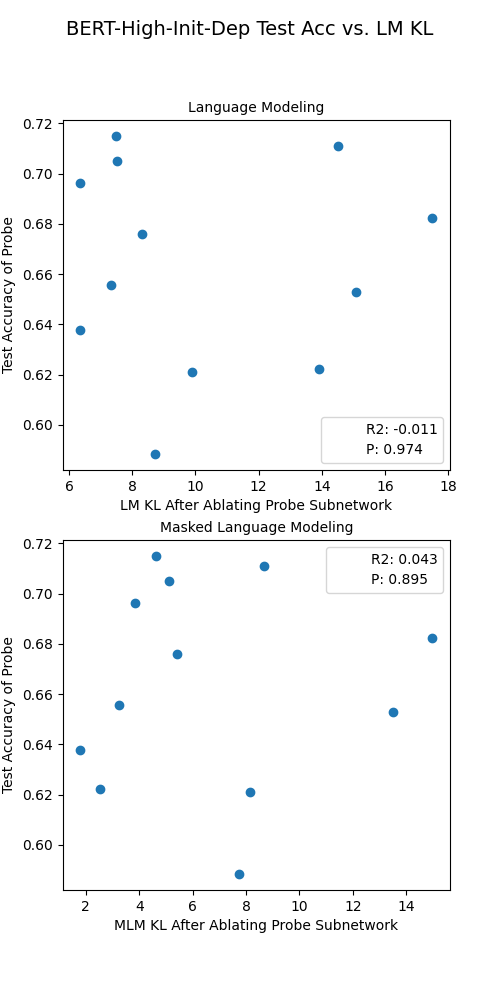 BERT-High-Init-Dep Test Acc vs. LM KL
Language Modeling
0.72
0.70
0.68
0.66
0.64
0.62
0.60
Test Accuracy of Probe
R2: -0.011
P: 0.974
6 8 10 12 14 16 18
LM KL After Ablating Probe Subnetwork
Masked Language Modeling
0.72
0.70
0.68
0.66
0.64
0.62
0.60
Test Accuracy of Probe
R2: 0.043
P: 0.895
2 4 6 8 10 12 14
MLM KL After Ablating Probe Subnetwork